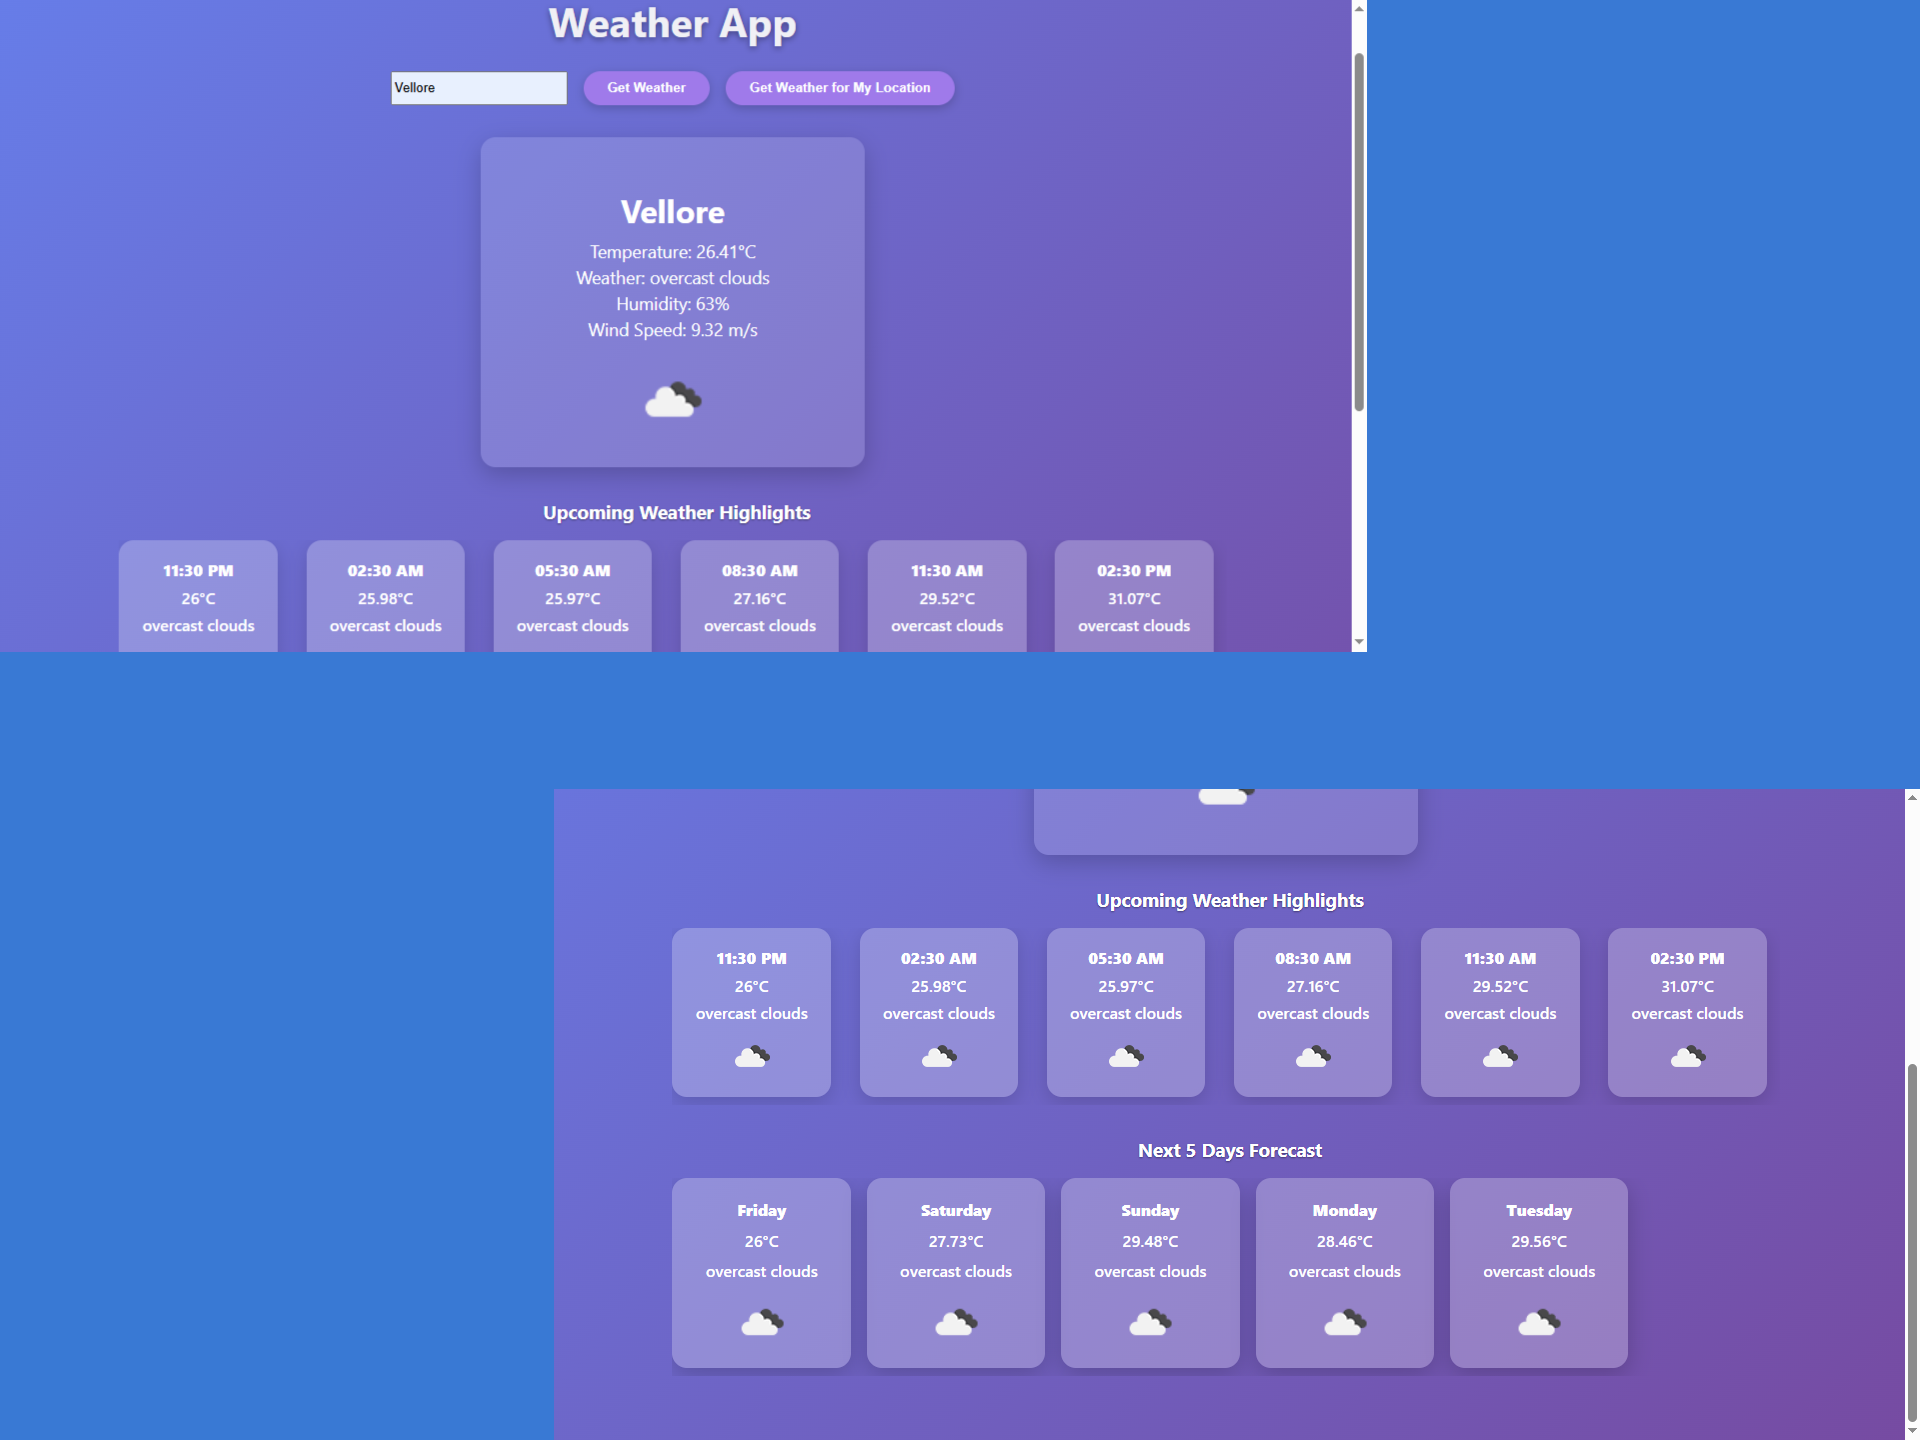 Weather App
Vellore
Get Weather
Get Weather for My Location
Vellore
Temperature: 26.41°C
Weather: overcast clouds
Humidity: 63%
Wind Speed: 9.32 m/s
Upcoming Weather Highlights
11:30 PM 02:30 AM 05:30 AM 08:30 AM 11:30 AM 02:30 PM
26°C 25.98°C 25.97°C 27.16°C 29.52°C 31.07°C
overcast clouds overcast clouds overcast clouds overcast clouds overcast clouds overcast clouds
Upcoming Weather Highlights
11:30 PM 02:30 AM 05:30 AM 08:30 AM 11:30 AM 02:30 PM
26°C 25.98°C 25.97°C 27.16°C 29.52°C 31.07°C
overcast clouds overcast clouds overcast clouds overcast clouds overcast clouds overcast clouds
Next 5 Days Forecast
Friday Saturday Sunday Monday Tuesday
26°C 27.73°C 29.48°C 28.46°C 29.56°C
overcast clouds overcast clouds overcast clouds overcast clouds overcast clouds